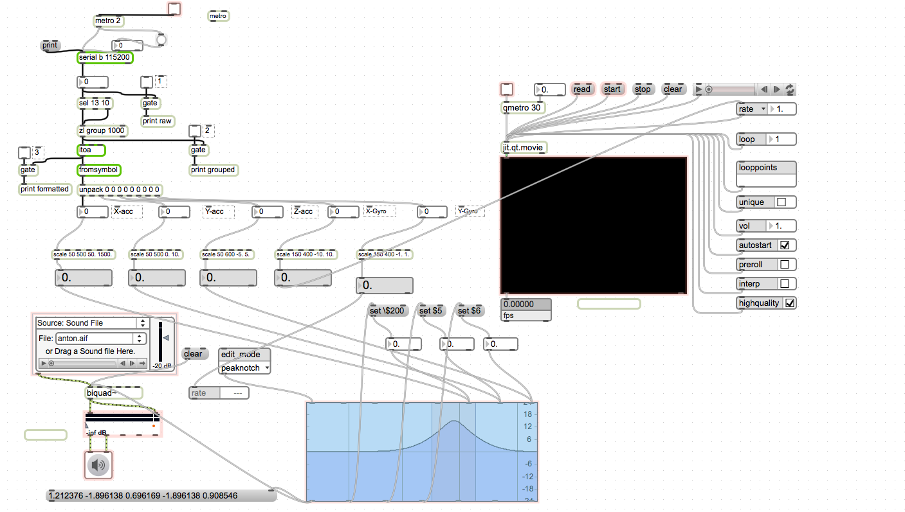 metro 2
metro
print
0
serial b 115200
0
1
sel 13 10
gate
print raw
zl group 1000
2
itoa
gate
3
gate
fromsymbol
print grouped
print formatted
unpack 0 0 0 0 0 0 0 0 0
0
X-acc
0
Y-acc
0
Z-acc
0
X-Gyro
0
Y-Gyro
scale 50 500 50. 1500.
scale 50 500 0. 10.
scale 50 600 -5. 5.
scale 150 400 -10. 10.
scale 150 400 -1. 1.
0.
0.
0.
0.
0.
0.
read
start
stop
clear
qmetro 30
rate
1.
jit.qt.movie
loop
1
looppoints
unique
vol
1.
autostart
preroll
interp
highquality
0.00000
fps
set \$200
set $5
set $6
0.
0.
0.
Source: Sound File
File: anton.aif
or Drag a Sound file Here.
-20 dB
clear
edit_mode
peaknotch
biquad~
rate
---
-inf dB
18
12
6
-6
-12
-18
1.212376 -1.896138 0.696169 -1.896138 0.908546